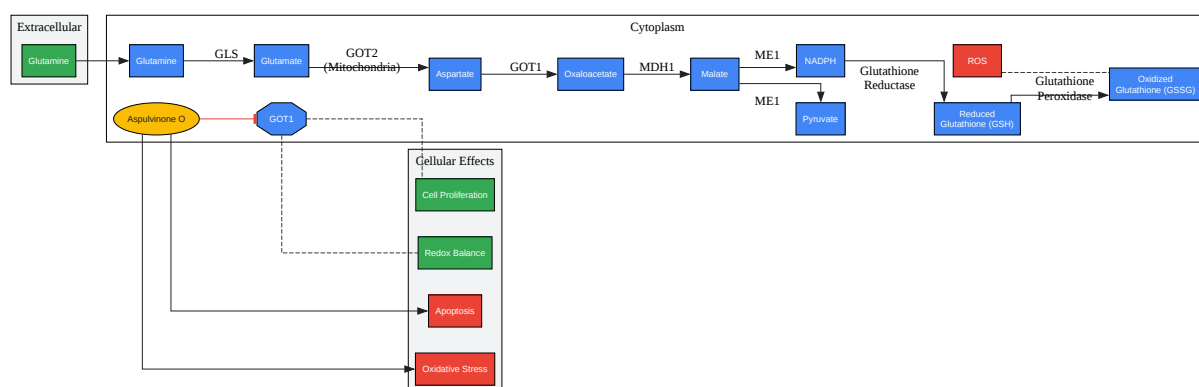 Extracellular
Cytoplasm
Glutamine
Glutamine
GLS
Glutamate
GOT2
(Mitochondria)
Aspartate
GOT1
Oxaloacetate
MDH1
Malate
ME1
NADPH
ME1
Pyruvate
Glutathione
Reductase
ROS
Reduced
Glutathione (GSH)
Glutathione
Peroxidase
Oxidized
Glutathione (GSSG)
Aspulvinone O
GOT1
Cellular Effects
Cell Proliferation
Redox Balance
Apoptosis
Oxidative Stress